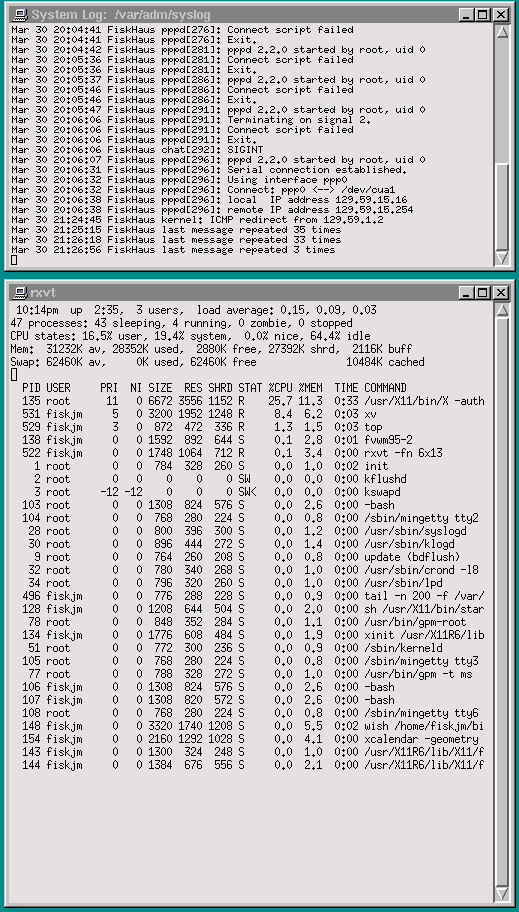 System Log: /var/adm/syslog
Mar 30 20:04:41 FiskHaus pppd[276]: Connect script failed
Mar 30 20:04:41 FiskHaus pppd[276]: Exit.
Mar 30 20:04:42 FiskHaus pppd[281]: pppd 2.2.0 started by root, uid 0
Mar 30 20:05:36 FiskHaus pppd[281]: Connect script failed
Mar 30 20:05:36 FiskHaus pppd[281]: Exit.
Mar 30 20:05:37 FiskHaus pppd[286]: pppd 2.2.0 started by root, uid 0
Mar 30 20:05:46 FiskHaus pppd[286]: Connect script failed
Mar 30 20:05:46 FiskHaus pppd[286]: Exit.
Mar 30 20:05:47 FiskHaus pppd[291]: pppd 2.2.0 started by root, uid 0
Mar 30 20:06:06 FiskHaus pppd[291]: Terminating on signal 2.
Mar 30 20:06:06 FiskHaus pppd[291]: Connect script failed
Mar 30 20:06:06 FiskHaus pppd[291]: Exit.
Mar 30 20:06:06 FiskHaus chat[292]: SIGINT
Mar 30 20:06:07 FiskHaus pppd[296]: pppd 2.2.0 started by root, uid 0
Mar 30 20:06:31 FiskHaus pppd[296]: Serial connection established.
Mar 30 20:06:32 FiskHaus pppd[296]: Using interface ppp0
Mar 30 20:06:32 FiskHaus pppd[296]: Connect: ppp0 <--> /dev/cua1
Mar 30 20:06:38 FiskHaus pppd[296]: local  IP address 129.59.15.16
Mar 30 20:06:38 FiskHaus pppd[296]: remote IP address 129.59.15.254
Mar 30 21:24:45 FiskHaus kernel: ICMP redirect from 129.59.1.2
Mar 30 21:25:15 FiskHaus last message repeated 35 times
Mar 30 21:26:18 FiskHaus last message repeated 33 times
Mar 30 21:26:56 FiskHaus last message repeated 3 times
rxvt
10:14pm  up  2:35,  3 users,  load average: 0.15, 0.09, 0.03
47 processes: 43 sleeping, 4 running, 0 zombie, 0 stopped
CPU states: 16.5% user, 19.4% system,  0.0% nice, 64.4% idle
Mem:  31232K av, 28352K used,  2880K free, 27392K shrd,  2116K buff
Swap: 62460K av,     0K used, 62460K free                10484K cached
PID USER     PRI  NI SIZE  RES SHRD STAT %CPU %MEM  TIME COMMAND
135 root      11   0 6672 3556 1152 R    25.7 11.3  0:33 /usr/X11/bin/X -auth
531 fiskjm     5   0 3200 1952 1248 R     8.4  6.2  0:03 xv
529 fiskjm     3   0  872  472  336 R     1.3  1.5  0:03 top
138 fiskjm     0   0 1592  892  644 S     0.1  2.8  0:01 fvwm95-2
522 fiskjm     0   0 1748 1064  712 R     0.1  3.4  0:00 rxvt -fn 6x13
1 root       0   0  784  328  260 S     0.0  1.0  0:02 init
2 root       0   0    0    0    0 SW    0.0  0.0  0:00 kflushd
3 root     -12 -12    0    0    0 SW<   0.0  0.0  0:00 kswapd
103 root       0   0 1308  824  576 S     0.0  2.6  0:00 -bash
104 root       0   0  768  280  224 S     0.0  0.8  0:00 /sbin/mingetty tty2
28 root       0   0  800  396  300 S     0.0  1.2  0:00 /usr/sbin/syslogd
30 root       0   0  896  444  272 S     0.0  1.4  0:00 /usr/sbin/klogd
9 root       0   0  764  260  208 S     0.0  0.8  0:00 update (bdflush)
32 root       0   0  780  340  268 S     0.0  1.0  0:00 /usr/sbin/crond -l8
34 root       0   0  796  320  260 S     0.0  1.0  0:00 /usr/sbin/lpd
496 fiskjm     0   0  776  288  228 S     0.0  0.9  0:00 tail -n 200 -f /var/
128 fiskjm     0   0 1208  644  504 S     0.0  2.0  0:00 sh /usr/X11/bin/star
78 root       0   0  848  352  284 S     0.0  1.1  0:00 /usr/bin/gpm-root
134 fiskjm     0   0 1776  608  484 S     0.0  1.9  0:00 xinit /usr/X11R6/lib
51 root       0   0  772  300  236 S     0.0  0.9  0:00 /sbin/kerneld
105 root       0   0  768  280  224 S     0.0  0.8  0:00 /sbin/mingetty tty3
77 root       0   0  788  328  272 S     0.0  1.0  0:00 /usr/bin/gpm -t ms
106 fiskjm     0   0 1308  824  576 S     0.0  2.6  0:00 -bash
107 fiskjm     0   0 1308  820  572 S     0.0  2.6  0:00 -bash
108 root       0   0  768  280  224 S     0.0  0.8  0:00 /sbin/mingetty tty6
148 fiskjm     0   0 3320 1740 1208 S     0.0  5.5  0:02 wish /home/fiskjm/bi
154 fiskjm     0   0 2160 1292 1028 S     0.0  4.1  0:00 xcalendar -geometry
143 fiskjm     0   0 1300  324  248 S     0.0  1.0  0:00 /usr/X11R6/lib/X11/f
144 fiskjm     0   0 1384  676  556 S     0.0  2.1  0:00 /usr/X11R6/lib/X11/f